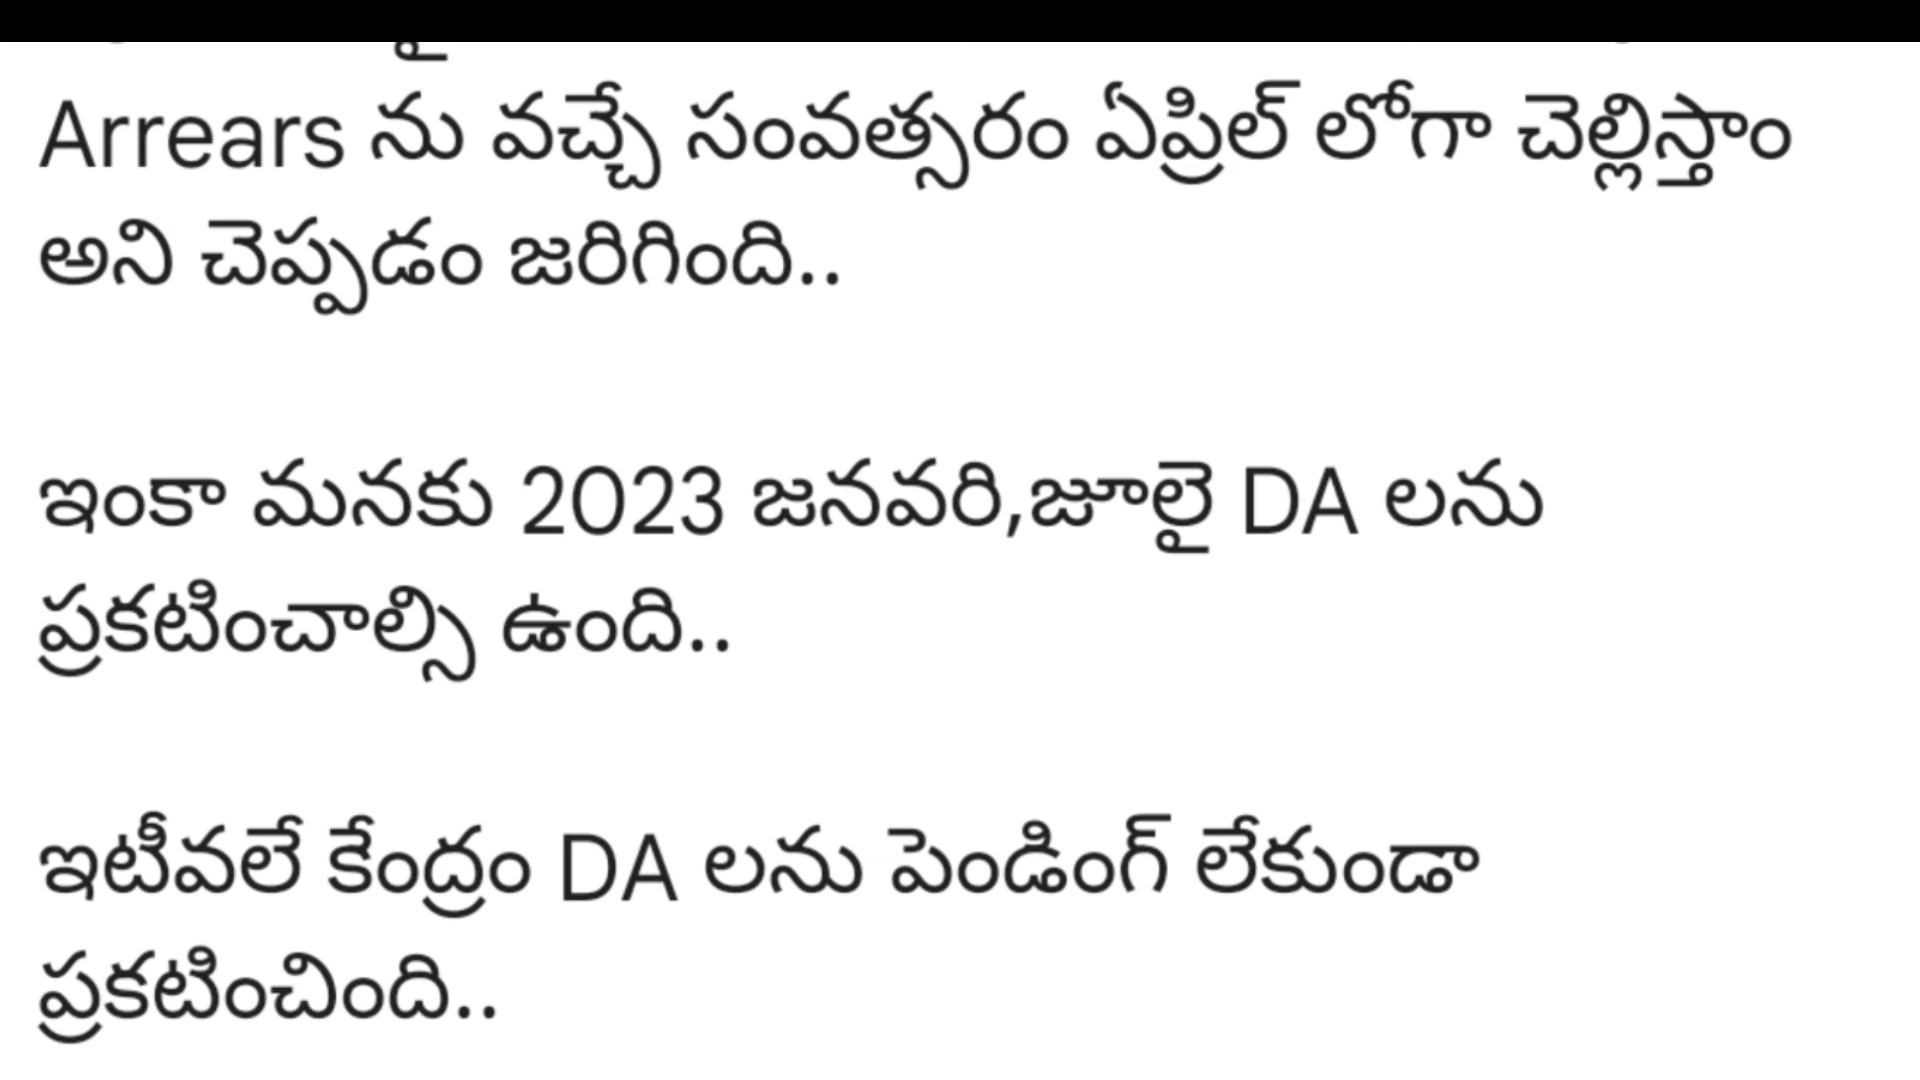 Arrears ను వచ్చే సంవత్సరం ఏప్రిల్ లోగా చెల్లిస్తాం
అని చెప్పడం జరిగింది..
ఇంకా మనకు 2023 జనవరి,జూలై DA లను
ప్రకటించాల్సి ఉంది..
ఇటీవలే కేంద్రం DA లను పెండింగ్ లేకుండా
ప్రకటించింది..